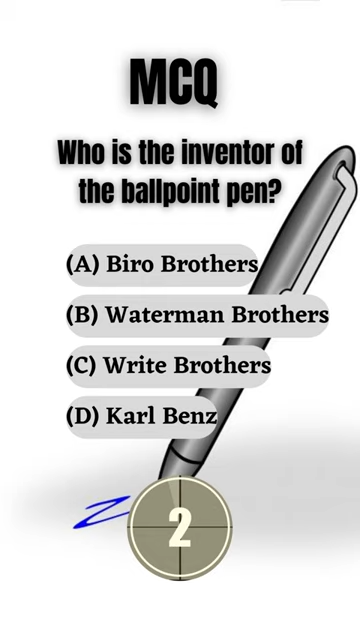 MCQ
Who is the inventor of
the ballpoint pen?
(A) Biro Brothers
(B) Waterman Brothers
(C) Write Brothers
(D) Karl Benz
2